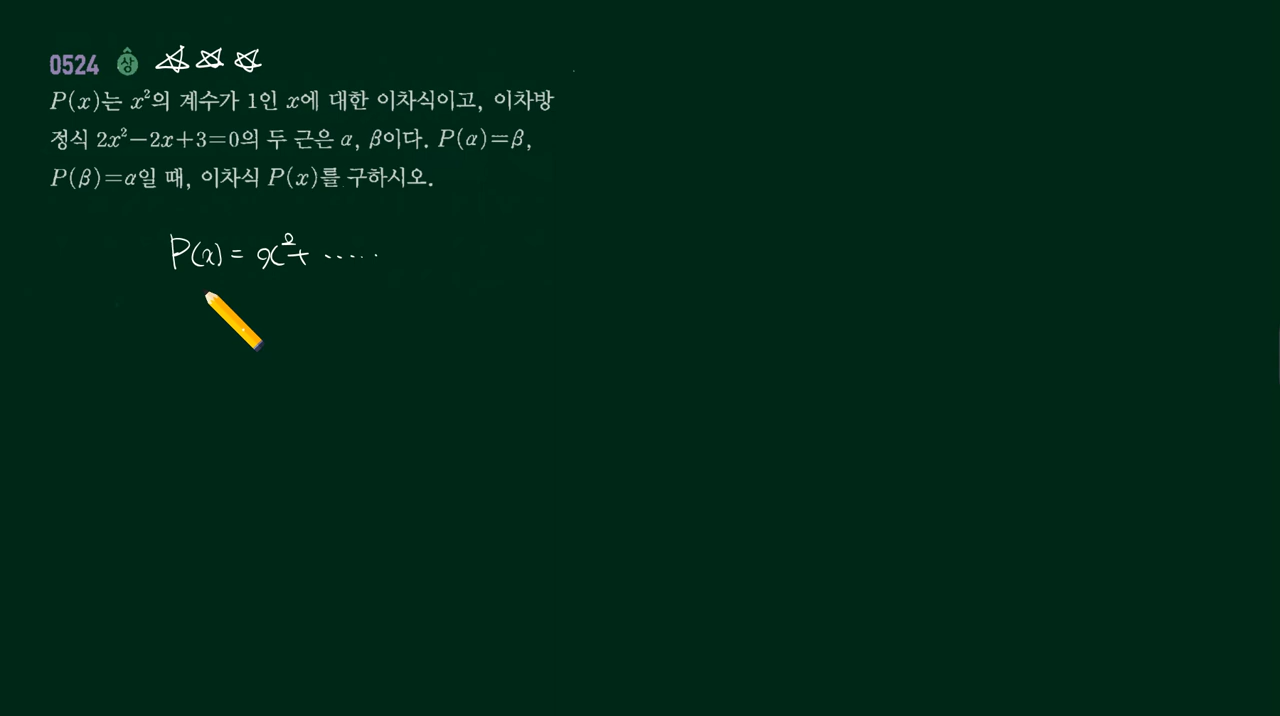 0524 상
P(x)는 x²의 계수가 1인 x에 대한 이차식이고, 이차방
정식 2x²-2x+3=0의 두 근은 α, β이다. P(α)=β,
P(β)=α일 때, 이차식 P(x)를 구하시오.
P(x) = x²+ .....